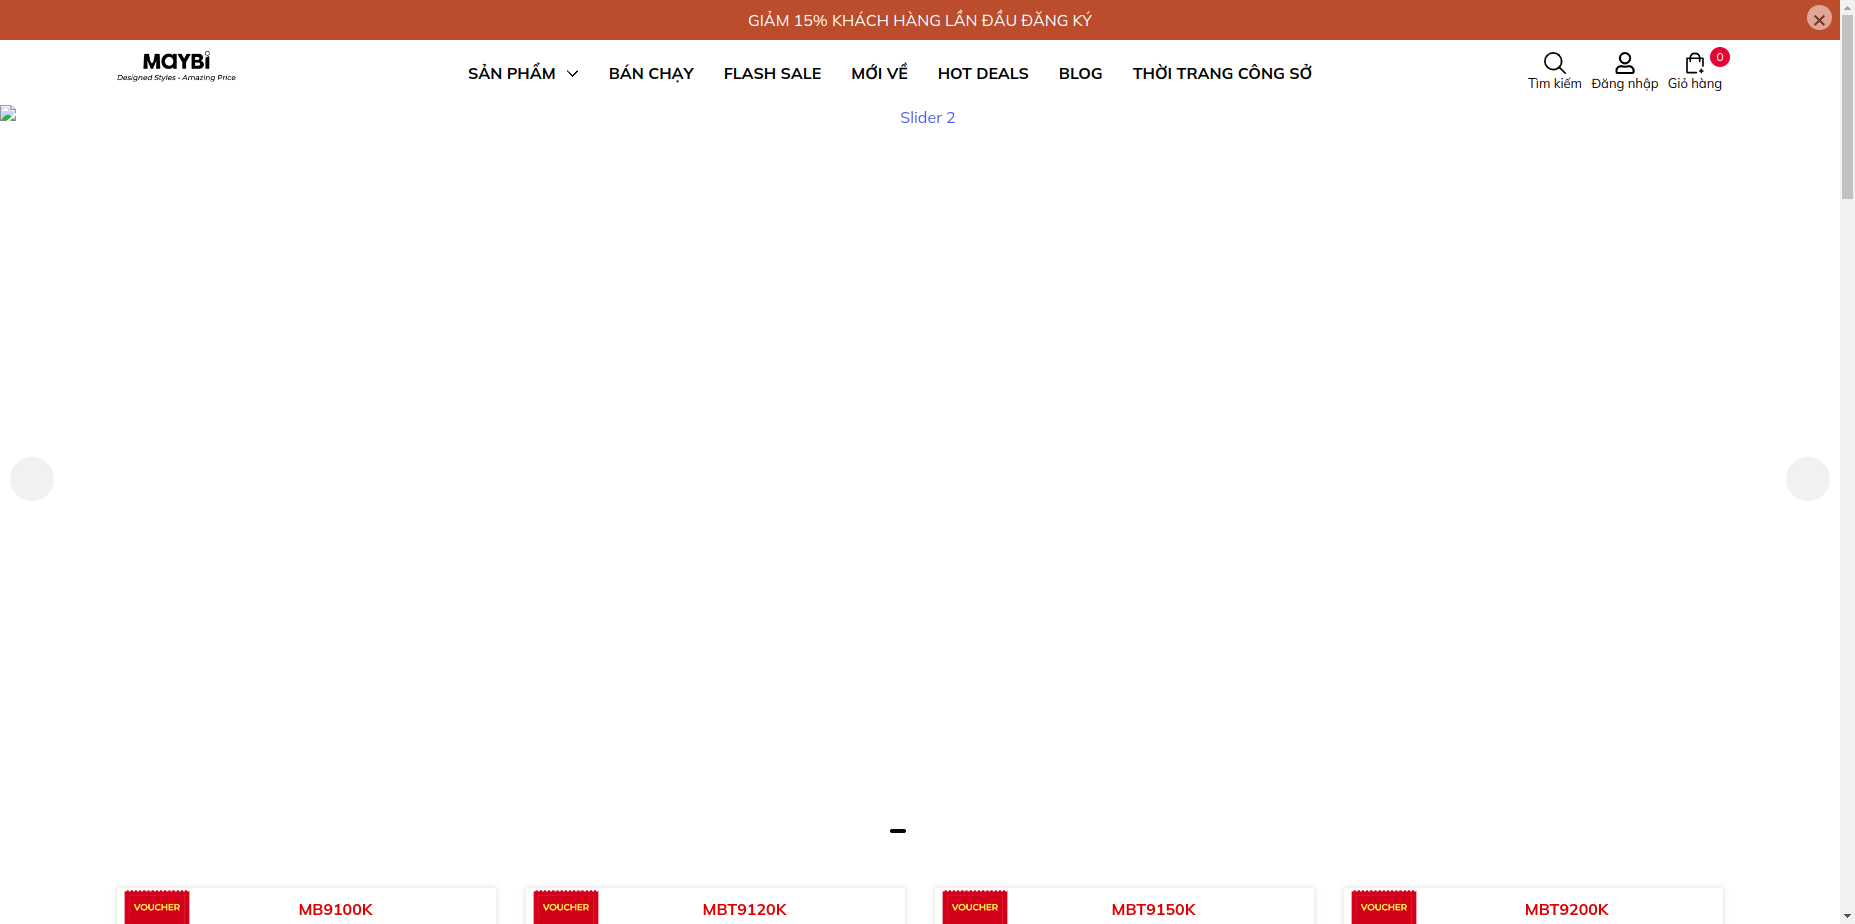 GIẢM 15% KHÁCH HÀNG LẦN ĐẦU ĐĂNG KÝ
MAYBI
Designed Styles - Amazing Price
SẢN PHẨM
BÁN CHẠY
FLASH SALE
MỚI VỀ
HOT DEALS
BLOG
THỜI TRANG CÔNG SỞ
Tìm kiếm
Đăng nhập
0
Giỏ hàng
Slider 2
VOUCHER
MB9100K
VOUCHER
MBT9120K
VOUCHER
MBT9150K
VOUCHER
MBT9200K